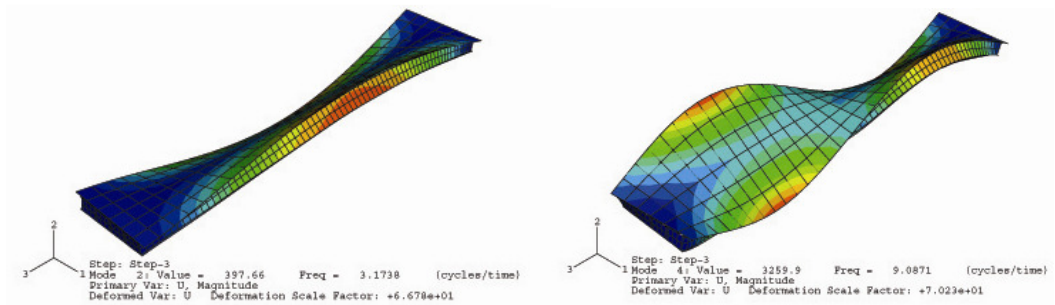 2
3
1
Step: Step-3
Mode 2: Value = 397.66 Freq = 3.1738 (cycles/time)
Primary Var: U, Magnitude
Deformed Var: U Deformation Scale Factor: +6.678e+01
2
3
1
Step: Step-3
Mode 4: Value = 3259.9 Freq = 9.0871 (cycles/time)
Primary Var: U, Magnitude
Deformed Var: U Deformation Scale Factor: +7.023e+01